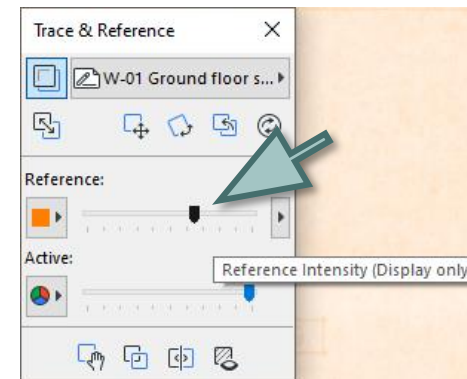 Trace & Reference
W-01 Ground floor s...
Reference:
Active:
Reference Intensity (Display only